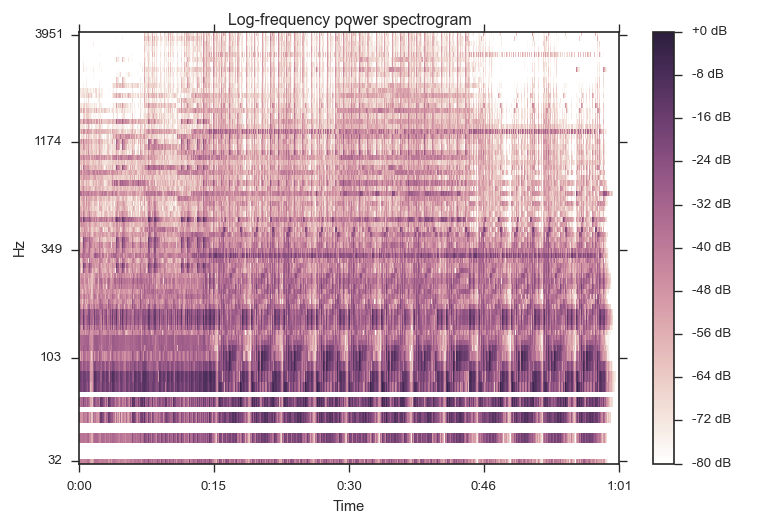 Log-frequency power spectrogram
3951
1174
349
103
32
Hz
0:00
0:15
0:30
0:46
1:01
Time
+0 dB
-8 dB
-16 dB
-24 dB
-32 dB
-40 dB
-48 dB
-56 dB
-64 dB
-72 dB
-80 dB